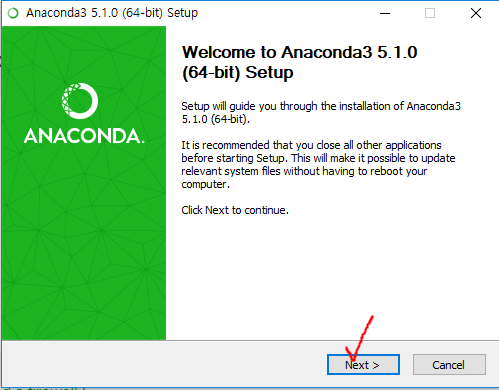 Anaconda3 5.1.0 (64-bit) Setup
Welcome to Anaconda3 5.1.0
(64-bit) Setup
ANACONDA.
Setup will guide you through the installation of Anaconda3
5.1.0 (64-bit).
It is recommended that you close all other applications
before starting Setup. This will make it possible to update
relevant system files without having to reboot your
computer.
Click Next to continue.
Next >
Cancel